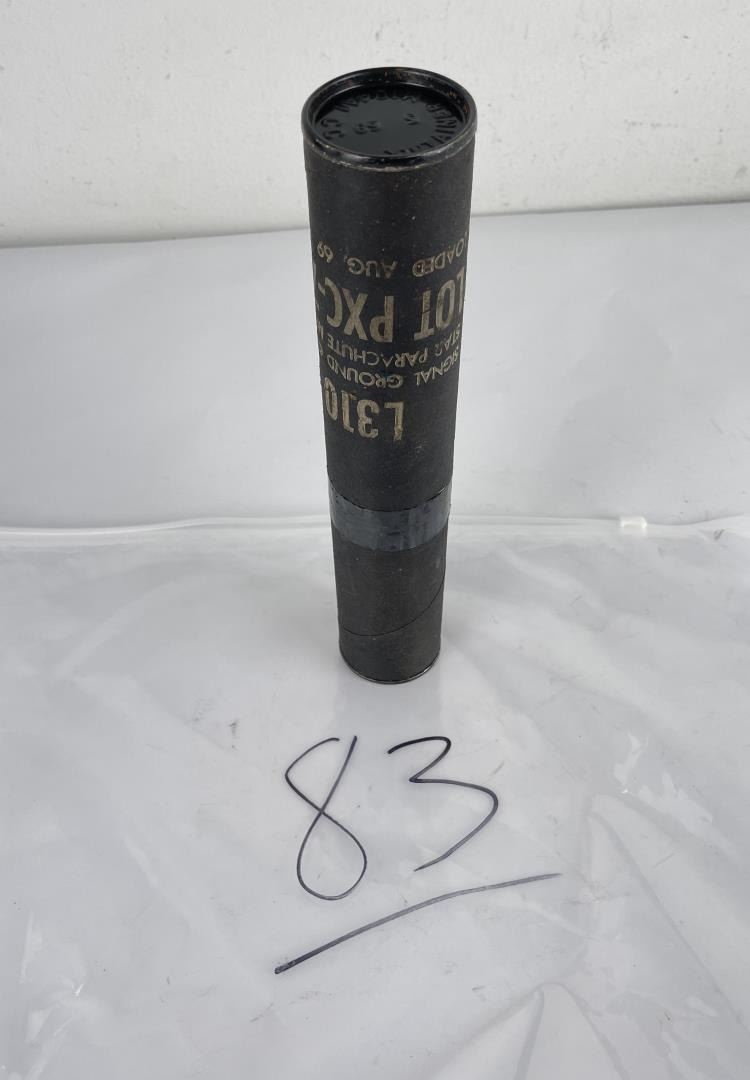 L310
SIGNAL GROUND
STAR PARACHUTE
LOT PXC-
LOADED AUG. 69
83